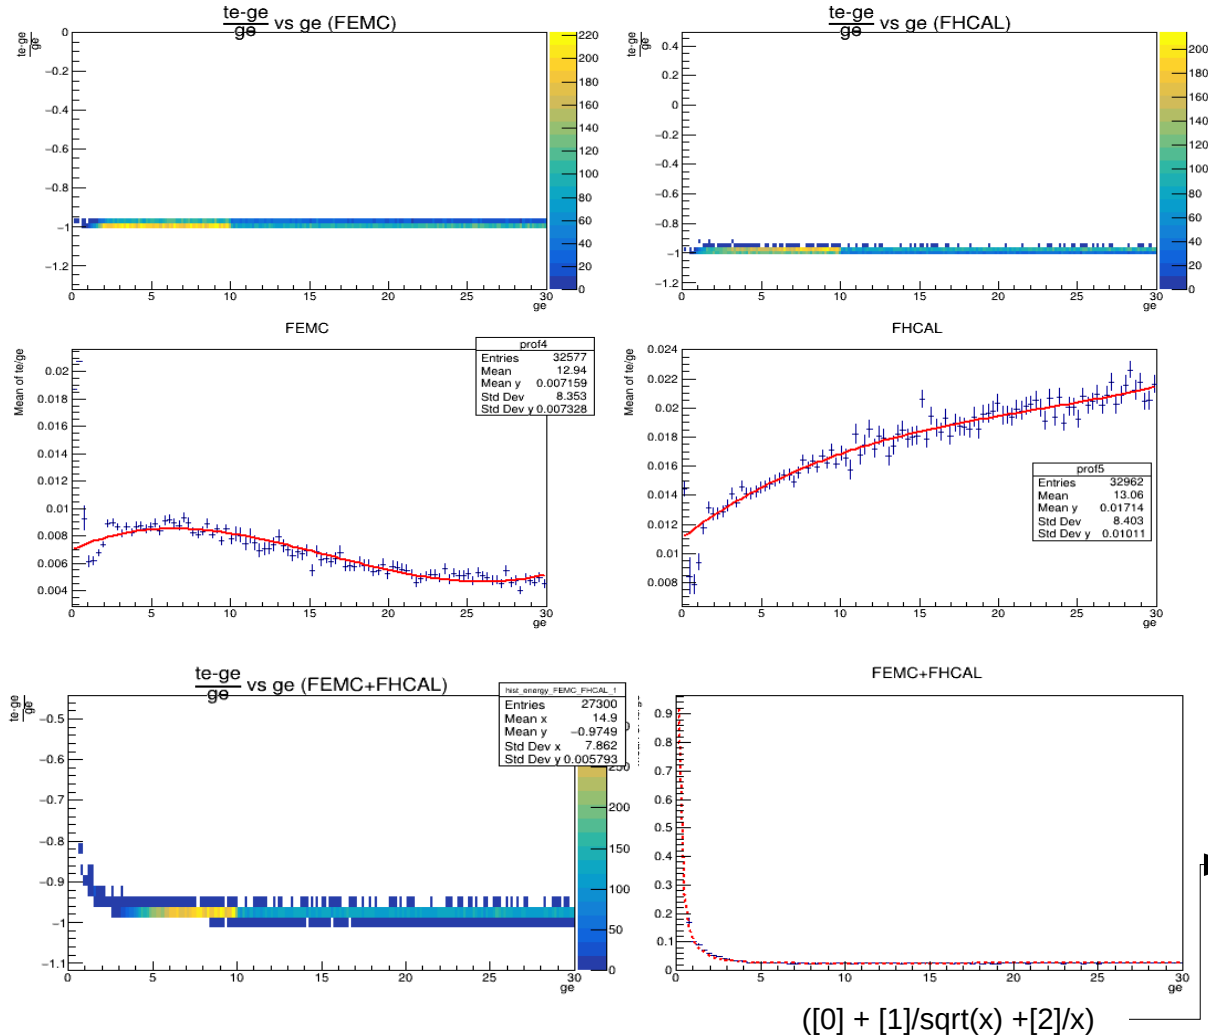 te-ge
ge
vs ge (FEMC)
te-ge
ge
0
−0.2
−0.4
−0.6
−0.8
−1
−1.2
0 5 10 15 20 25 30
ge
220
200
180
160
140
120
100
80
60
40
20
0
te-ge
ge
vs ge (FHCAL)
te-ge
ge
0.4
0.2
0
−0.2
−0.4
−0.6
−0.8
−1
−1.2
0 5 10 15 20 25 30
ge
200
180
160
140
120
100
80
60
40
20
0
FEMC
Mean of te/ge
0.02
0.018
0.016
0.014
0.012
0.01
0.008
0.006
0.004
0 5 10 15 20 25 30
ge
prof4
Entries 32577
Mean 12.94
Mean y 0.007159
Std Dev 8.353
Std Dev y 0.007328
FHCAL
Mean of te/ge
0.024
0.022
0.02
0.018
0.016
0.014
0.012
0.01
0.008
0 5 10 15 20 25 30
ge
prof5
Entries 32962
Mean 13.06
Mean y 0.01714
Std Dev 8.403
Std Dev y 0.01011
te-ge
ge
vs ge (FEMC+FHCAL)
te-ge
ge
−0.5
−0.6
−0.7
−0.8
−0.9
−1
−1.1
0 5 10 15 20 25 30
ge
hist_energy_FEMC_FHCAL_1
Entries 27300
Mean x 14.9
Mean y −0.9749
Std Dev x 7.862
Std Dev y 0.005793
250
200
150
100
50
0
FEMC+FHCAL
0.9
0.8
0.7
0.6
0.5
0.4
0.3
0.2
0.1
0
0 5 10 15 20 25 30
ge
([0] + [1]/sqrt(x) +[2]/x)